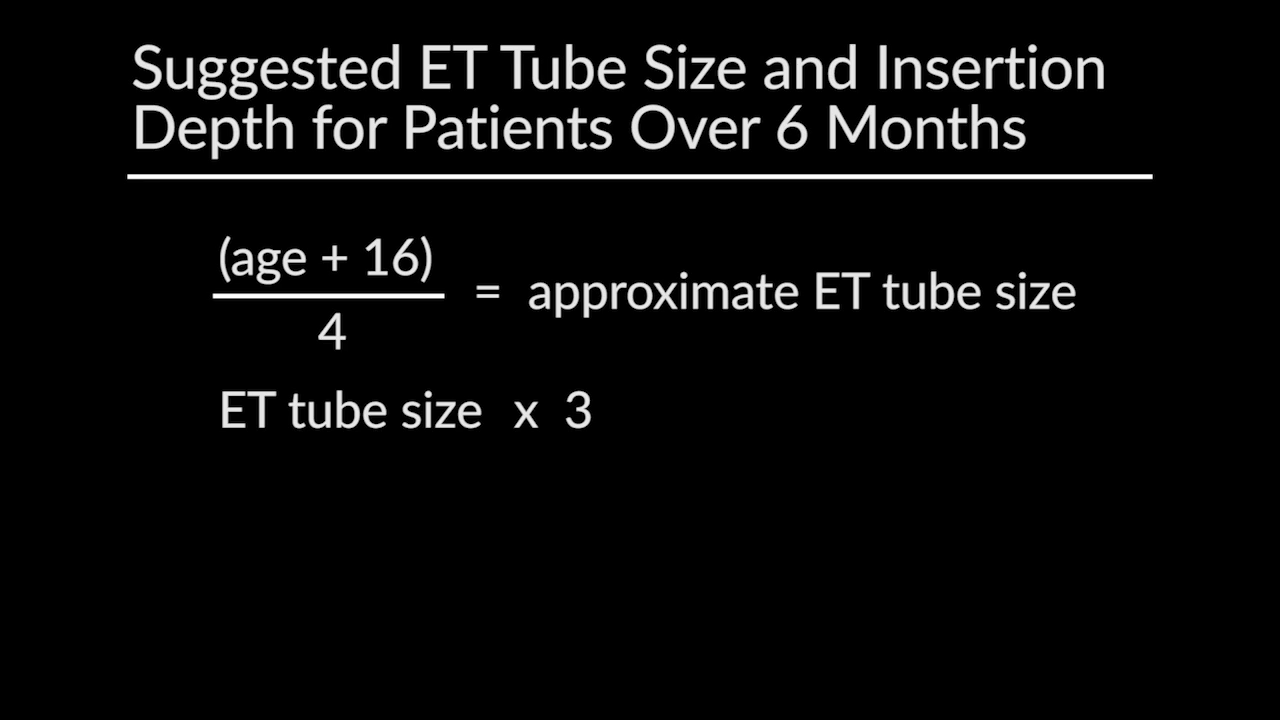 Suggested ET Tube Size and Insertion
Depth for Patients Over 6 Months
(age + 16)
4
= approximate ET tube size
ET tube size x 3